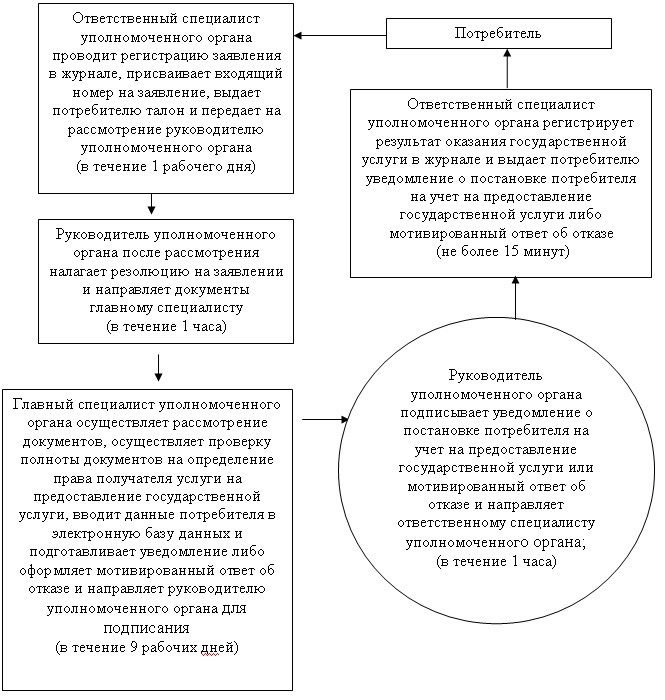 Потребитель
Ответственный специалист
уполномоченного органа
проводит регистрацию заявления
в журнале, присваивает входящий
номер на заявление, выдает
потребителю талон и передает на
рассмотрение руководителю
уполномоченного органа
(в течение 1 рабочего дня)
Руководитель уполномоченного
органа после рассмотрения
налагает резолюцию на заявлении
и направляет документы
главному специалисту
(в течение 1 часа)
Главный специалист уполномоченного
органа осуществляет рассмотрение
документов, осуществляет проверку
полноты документов на определение
права получателя услуги на
предоставление государственной
услуги, вводит данные потребителя в
электронную базу данных и
подготавливает уведомление либо
оформляет мотивированный ответ об
отказе и направляет руководителю
уполномоченного органа для
подписания
(в течение 9 рабочих дней)
Руководитель
уполномоченного органа
подписывает уведомление о
постановке потребителя на
учет на предоставление
государственной услуги или
мотивированный ответ об
отказе и направляет
ответственному специалисту
уполномоченного органа;
(в течение 1 часа)
Ответственный специалист
уполномоченного органа регистрирует
результат оказания государственной
услуги в журнале и выдает потребителю
уведомление о постановке потребителя
на учет на предоставление
государственной услуги либо
мотивированный ответ об отказе
(не более 15 минут)